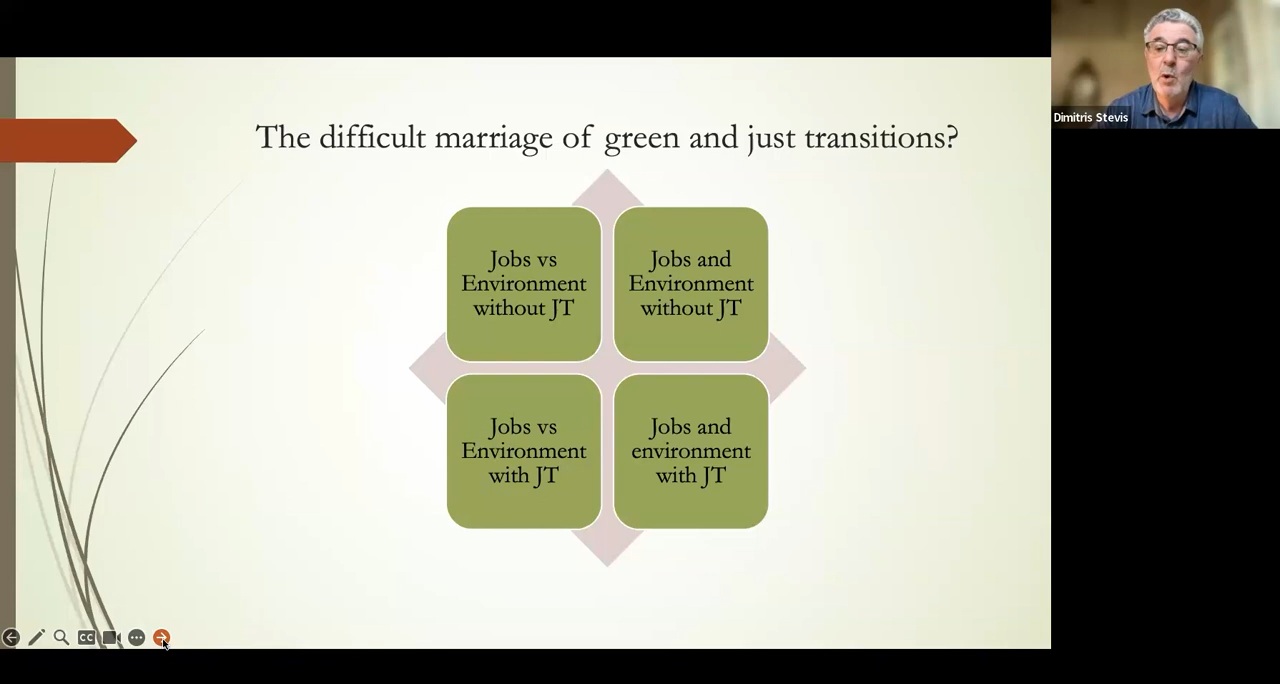 The difficult marriage of green and just transitions?
Jobs vs
Environment
without JT
Jobs and
Environment
without JT
Jobs vs
Environment
with JT
Jobs and
environment
with JT
Dimitris Stevis
CC